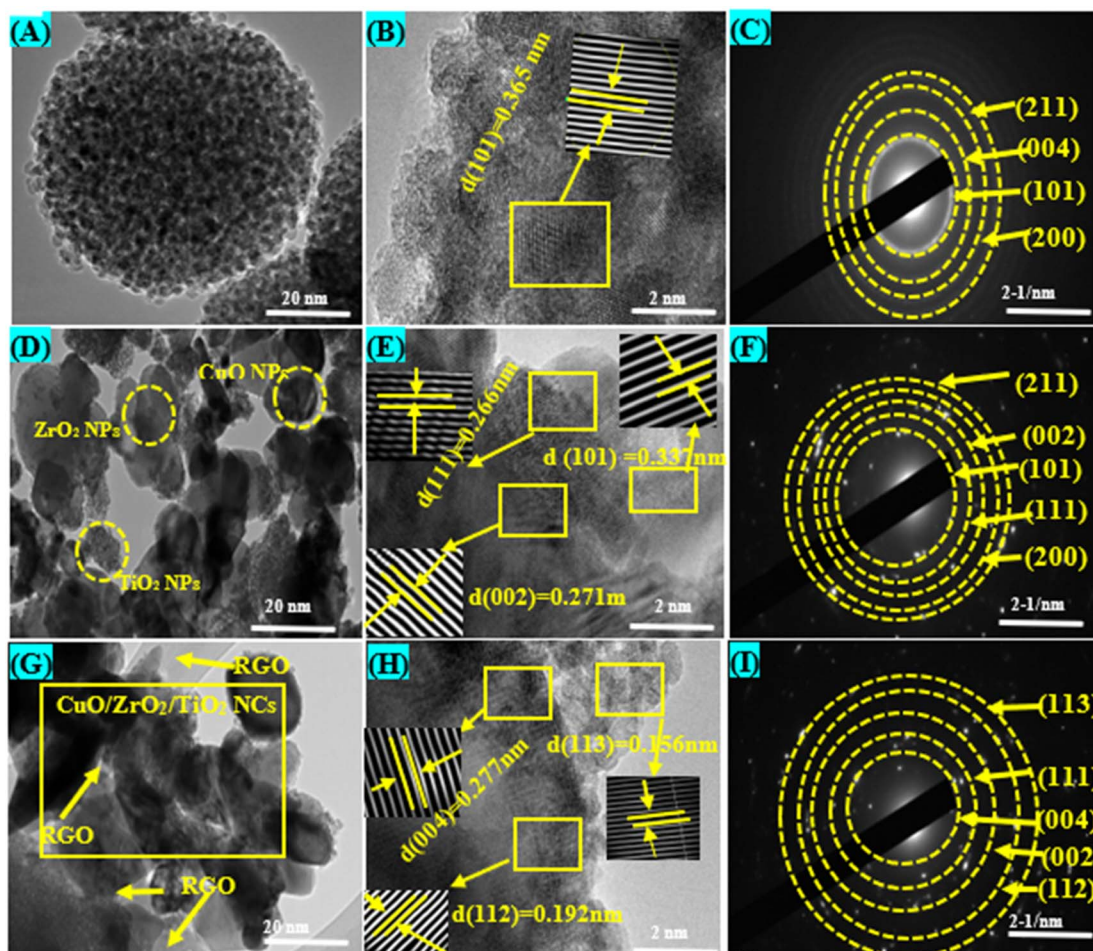 (A)
20 nm
(B)
d(101)=0.365 nm
2 nm
(C)
(211)
(004)
(101)
(200)
2-1/nm
(D)
CuO NPs
ZrO₂ NPs
TiO₂ NPs
20 nm
(E)
d(111)=0.266nm
d (101) =0.337nm
d(002)=0.271m
2 nm
(F)
(211)
(002)
(101)
(111)
(200)
2-1/nm
(G)
RGO
CuO/ZrO₂/TiO₂ NCs
RGO
RGO
20 nm
(H)
d(113)=0.156nm
d(004)=0.277nm
d(112)=0.192nm
2 nm
(I)
(113)
(111)
(004)
(002
(112)
2-1/nm